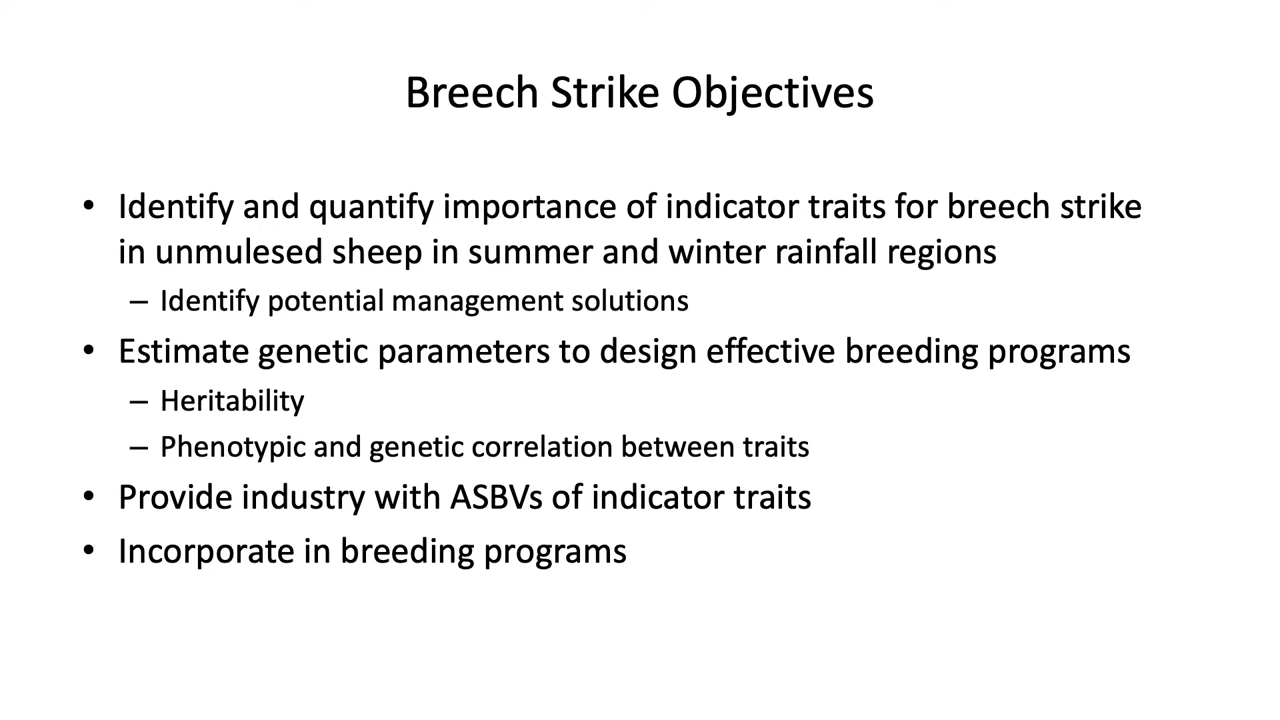 Breech Strike Objectives
• Identify and quantify importance of indicator traits for breech strike
in unmulesed sheep in summer and winter rainfall regions
– Identify potential management solutions
• Estimate genetic parameters to design effective breeding programs
– Heritability
– Phenotypic and genetic correlation between traits
• Provide industry with ASBVs of indicator traits
• Incorporate in breeding programs